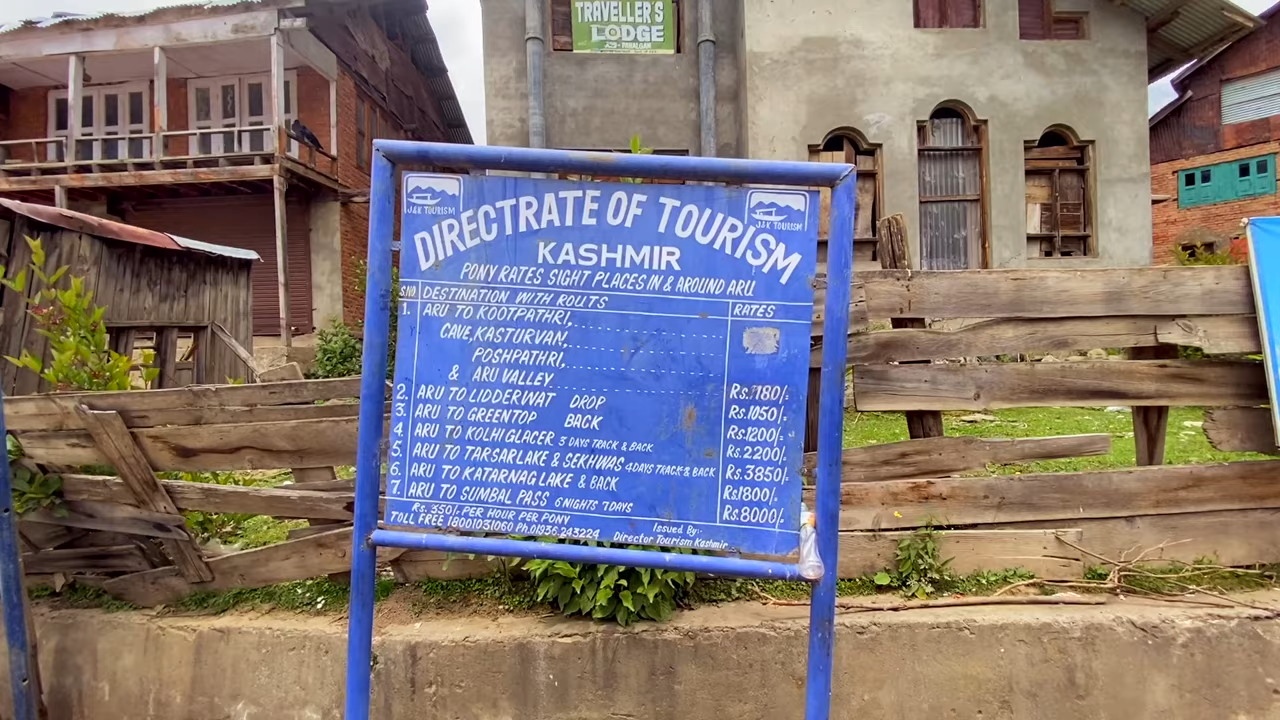 TRAVELLER'S
LODGE
J&K TOURISM
J&K TOURISM
DIRECTRATE OF TOURISM
KASHMIR
PONY RATES SIGHT PLACES IN & AROUND ARU
S.NO DESTINATION WITH ROUTS RATES
1. ARU TO KOOTPATHRI,
CAVE, KASTURVAN,
POSHPATHRI,
& ARU VALLEY Rs.1180/-
2. ARU TO LIDDERWAT DROP Rs.1050/-
3. ARU TO GREENTOP BACK Rs.1200/-
4. ARU TO KOLHI GLACER 3 DAYS TRACK & BACK Rs.2200/-
5. ARU TO TARSARLAKE & SEKHWAS 4 DAYS TRACK & BACK Rs.3850/-
6. ARU TO KATARNAG LAKE & BACK Rs.1800/-
7. ARU TO SUMBAL PASS 6 NIGHTS 7 DAYS Rs.8000/-
Rs. 350/- PER HOUR PER PONY
TOLL FREE 18001031060 Ph.01936.243224 Issued By:
Director Tourism Kashmir